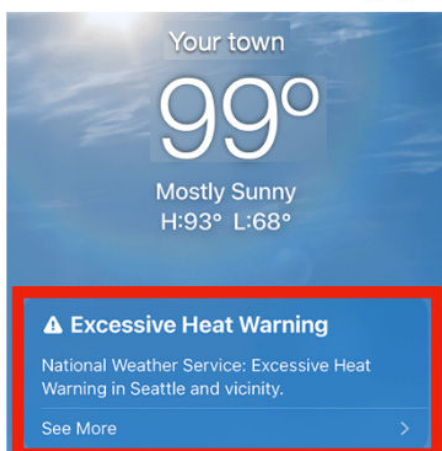 Your town
99°
Mostly Sunny
H:93° L:68°
⚠ Excessive Heat Warning
National Weather Service: Excessive Heat
Warning in Seattle and vicinity.
See More